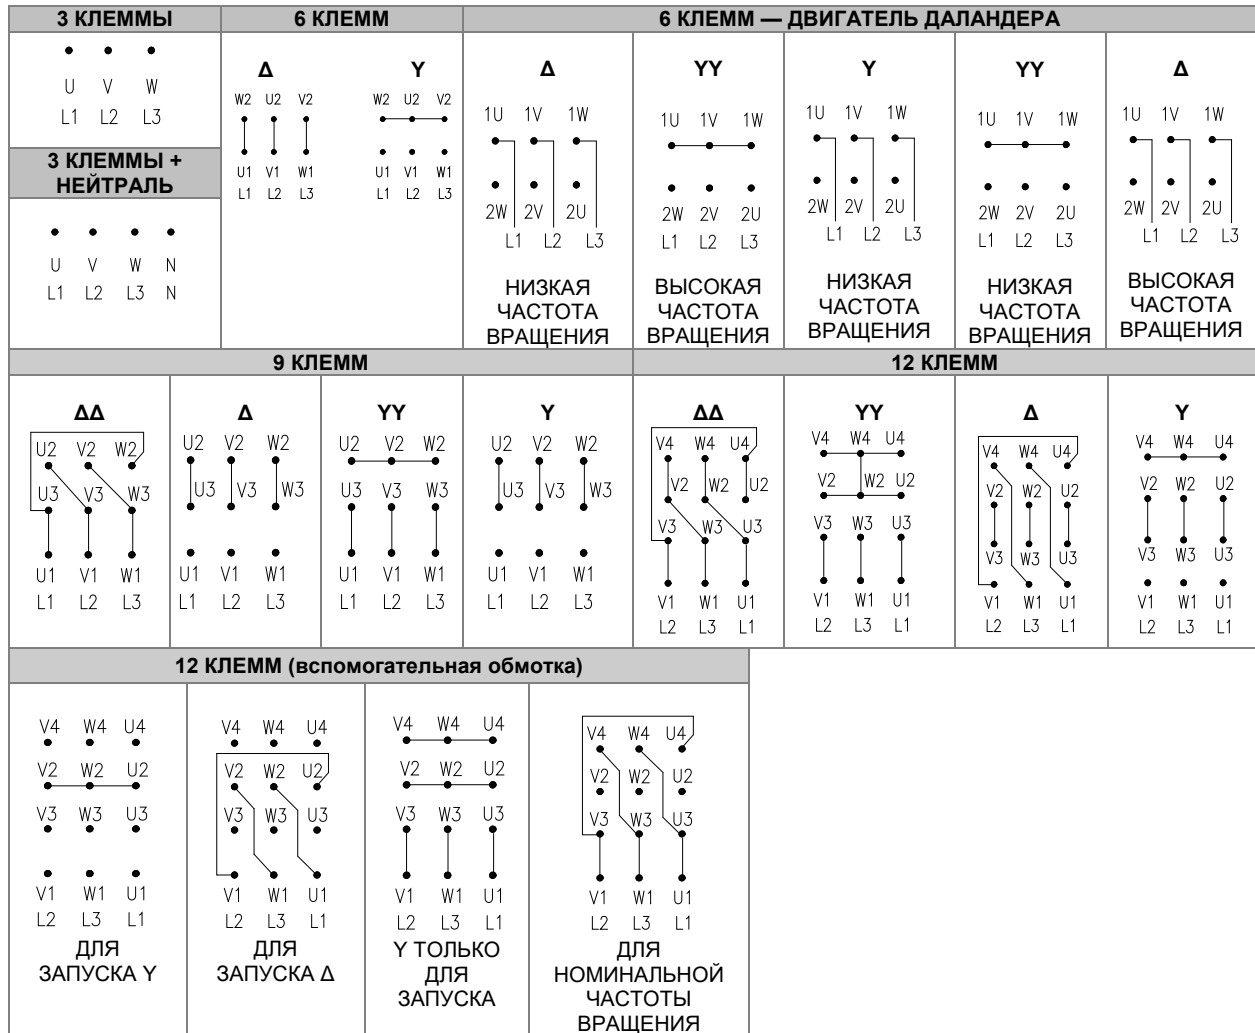 3 КЛЕММЫ
U V W
L1 L2 L3
3 КЛЕММЫ +
НЕЙТРАЛЬ
U V W N
L1 L2 L3 N
6 КЛЕММ
Δ Y
W2 U2 V2 W2 U2 V2
U1 V1 W1 U1 V1 W1
L1 L2 L3 L1 L2 L3
6 КЛЕММ — ДВИГАТЕЛЬ ДАЛАНДЕРА
Δ
1U 1V 1W
2W 2V 2U
L1 L2 L3
НИЗКАЯ
ЧАСТОТА
ВРАЩЕНИЯ
YY
1U 1V 1W
2W 2V 2U
L1 L2 L3
ВЫСОКАЯ
ЧАСТОТА
ВРАЩЕНИЯ
Y
1U 1V 1W
2W 2V 2U
L1 L2 L3
НИЗКАЯ
ЧАСТОТА
ВРАЩЕНИЯ
YY
1U 1V 1W
2W 2V 2U
L1 L2 L3
НИЗКАЯ
ЧАСТОТА
ВРАЩЕНИЯ
Δ
1U 1V 1W
2W 2V 2U
L1 L2 L3
ВЫСОКАЯ
ЧАСТОТА
ВРАЩЕНИЯ
9 КЛЕММ
ΔΔ
U2 V2 W2
U3 V3 W3
U1 V1 W1
L1 L2 L3
Δ
U2 V2 W2
U3 V3 W3
U1 V1 W1
L1 L2 L3
YY
U2 V2 W2
U3 V3 W3
U1 V1 W1
L1 L2 L3
Y
U2 V2 W2
U3 V3 W3
U1 V1 W1
L1 L2 L3
12 КЛЕММ
ΔΔ
V4 W4 U4
V2 W2 U2
V3 W3 U3
V1 W1 U1
L2 L3 L1
YY
V4 W4 U4
V2 W2 U2
V3 W3 U3
V1 W1 U1
L2 L3 L1
Δ
V4 W4 U4
V2 W2 U2
V3 W3 U3
V1 W1 U1
L2 L3 L1
Y
V4 W4 U4
V2 W2 U2
V3 W3 U3
V1 W1 U1
L2 L3 L1
12 КЛЕММ (вспомогательная обмотка)
V4 W4 U4
V2 W2 U2
V3 W3 U3
V1 W1 U1
L2 L3 L1
ДЛЯ
ЗАПУСКА Y
V4 W4 U4
V2 W2 U2
V3 W3 U3
V1 W1 U1
L2 L3 L1
ДЛЯ
ЗАПУСКА Δ
V4 W4 U4
V2 W2 U2
V3 W3 U3
V1 W1 U1
L2 L3 L1
Y ТОЛЬКО
ДЛЯ
ЗАПУСКА
V4 W4 U4
V2 W2 U2
V3 W3 U3
V1 W1 U1
L2 L3 L1
ДЛЯ
НОМИНАЛЬНОЙ
ЧАСТОТЫ
ВРАЩЕНИЯ